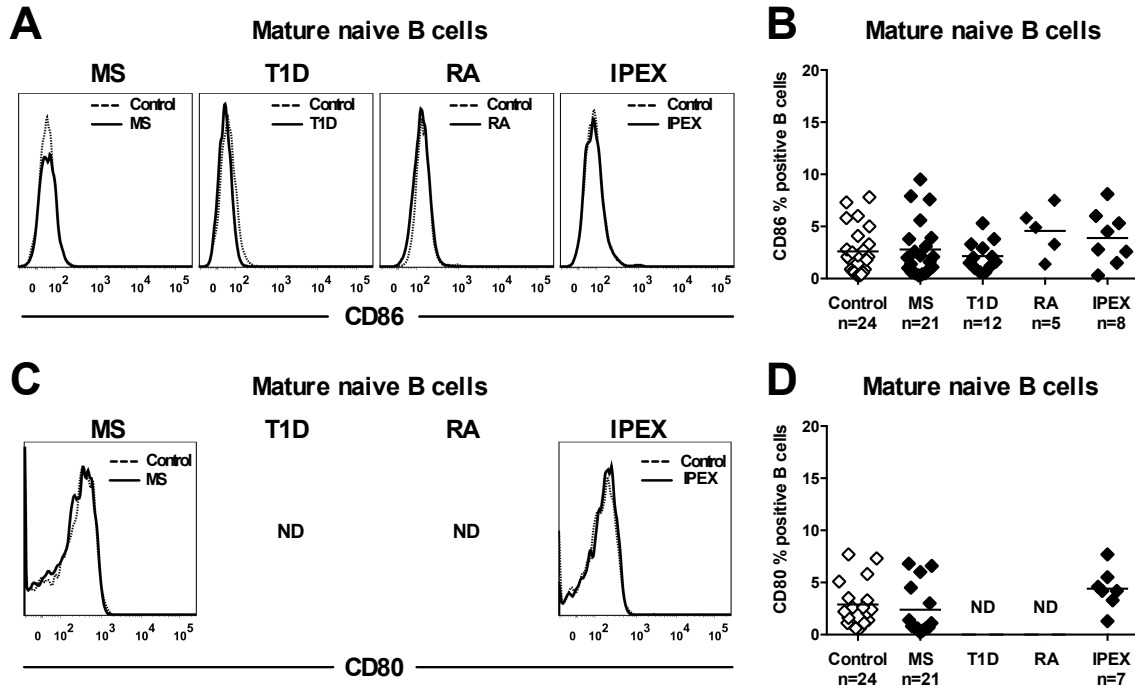 A
Mature naive B cells
MS
T1D
RA
IPEX
Control
MS
Control
T1D
Control
RA
Control
IPEX
0 10² 10³ 10⁴ 10⁵
0 10² 10³ 10⁴ 10⁵
0 10² 10³ 10⁴ 10⁵
0 10² 10³ 10⁴ 10⁵
CD86
B
Mature naive B cells
CD86 % positive B cells
20
15
10
5
0
Control MS T1D RA IPEX
n=24 n=21 n=12 n=5 n=8
C
Mature naive B cells
MS
T1D
RA
IPEX
Control
MS
ND
ND
Control
IPEX
0 10² 10³ 10⁴ 10⁵
0 10² 10³ 10⁴ 10⁵
CD80
D
Mature naive B cells
CD80 % positive B cells
20
15
10
5
0
ND ND
Control MS T1D RA IPEX
n=24 n=21 n=7